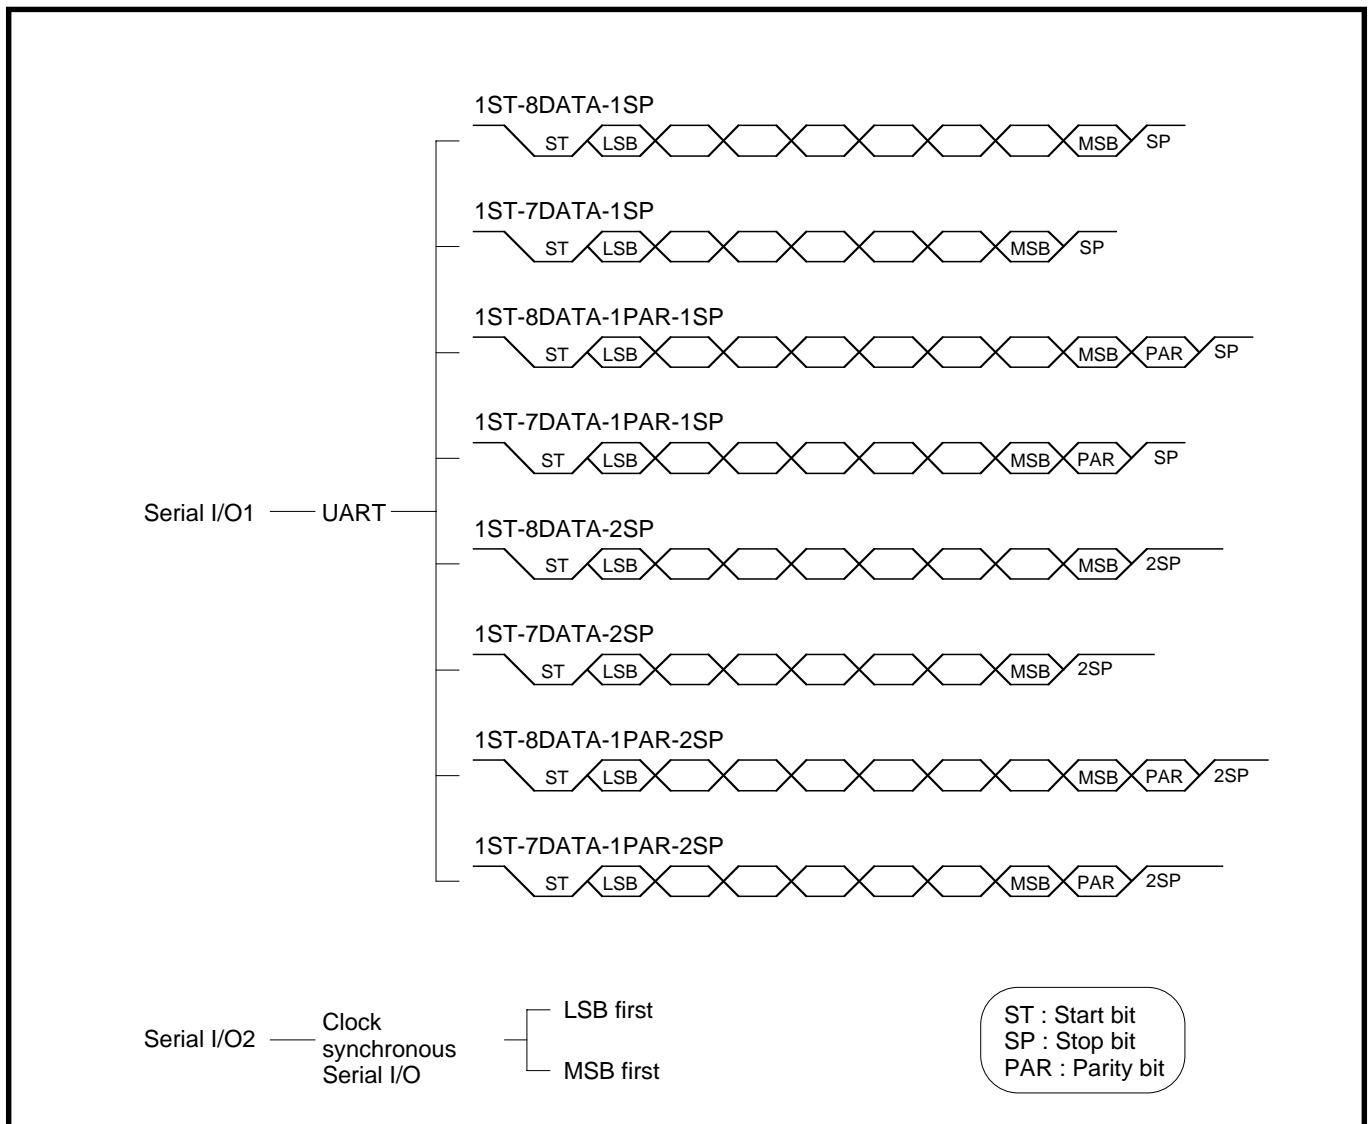 1ST-8DATA-1SP
ST LSB MSB SP
1ST-7DATA-1SP
ST LSB MSB SP
1ST-8DATA-1PAR-1SP
ST LSB MSB PAR SP
1ST-7DATA-1PAR-1SP
ST LSB MSB PAR SP
Serial I/O1 UART
1ST-8DATA-2SP
ST LSB MSB 2SP
1ST-7DATA-2SP
ST LSB MSB 2SP
1ST-8DATA-1PAR-2SP
ST LSB MSB PAR 2SP
1ST-7DATA-1PAR-2SP
ST LSB MSB PAR 2SP
Serial I/O2
Clock
synchronous
Serial I/O
LSB first
MSB first
ST : Start bit
SP : Stop bit
PAR : Parity bit